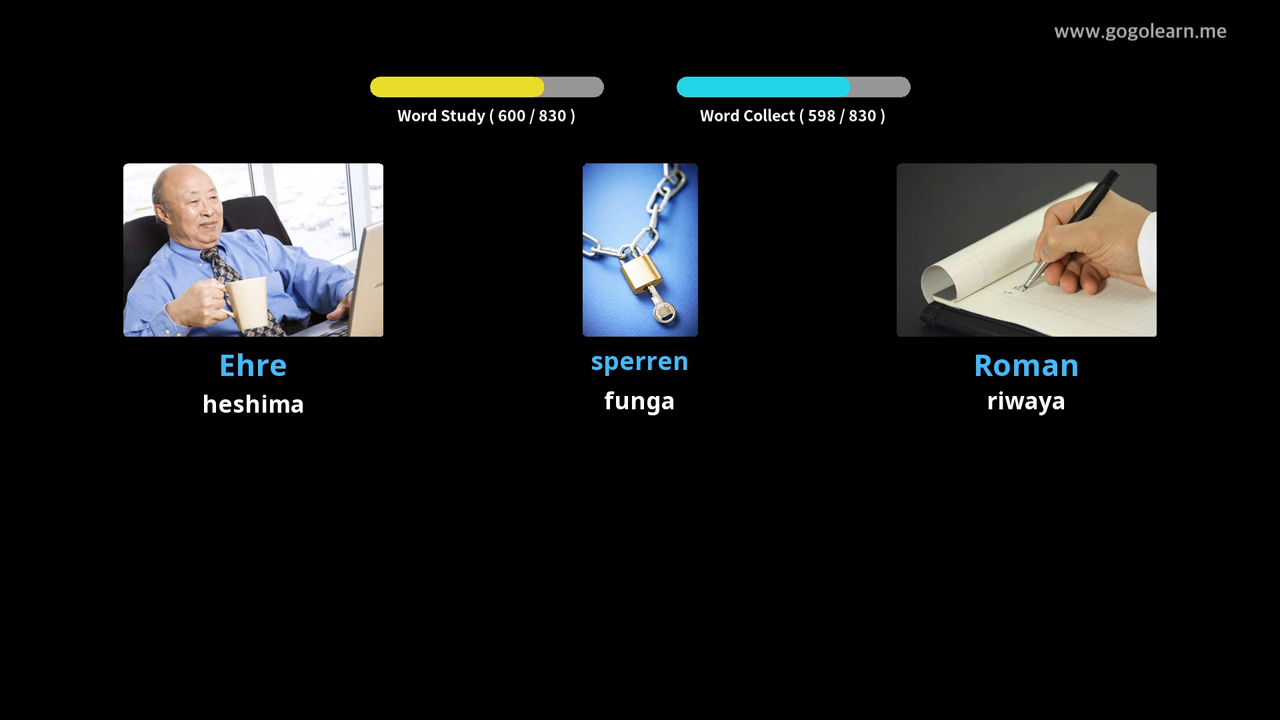 www.gogolearn.me
Word Study ( 600 / 830 )
Word Collect ( 598 / 830 )
Ehre
heshima
sperren
funga
Roman
riwaya